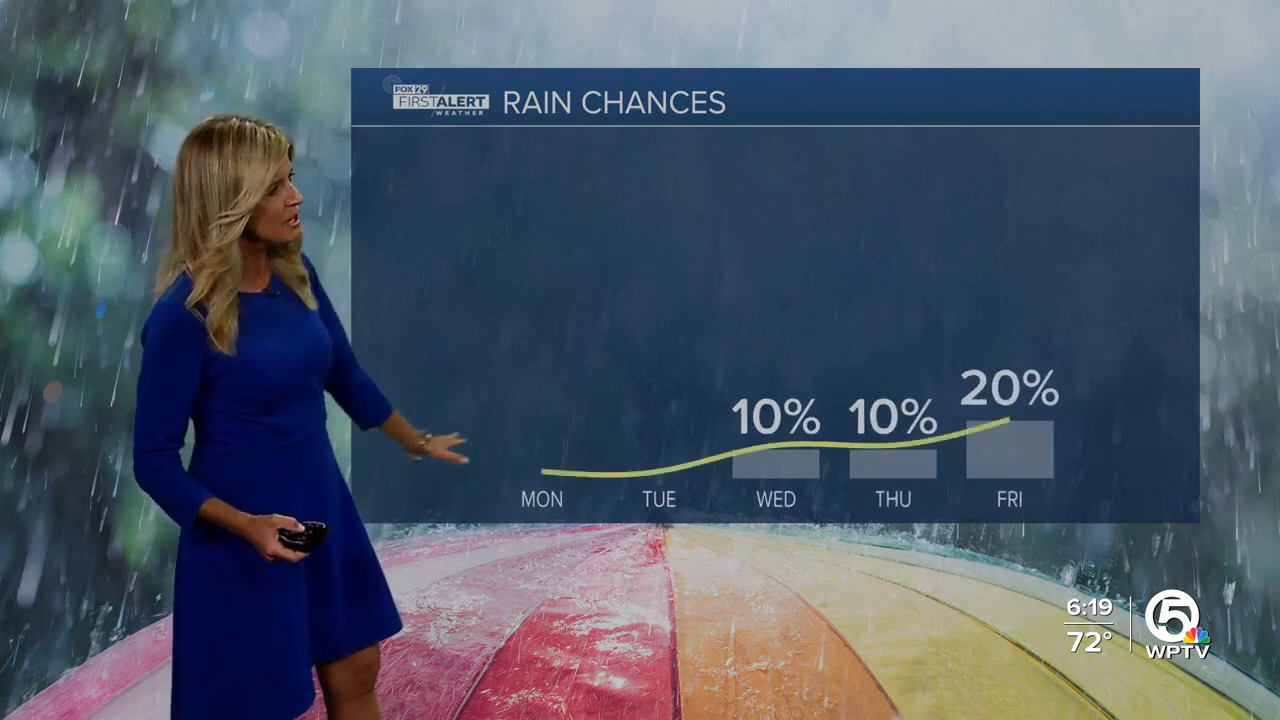 FOX 29
FIRST ALERT
WEATHER
RAIN CHANCES
10% 10% 20%
MON TUE WED THU FRI
6:19
72°
5
WPTV